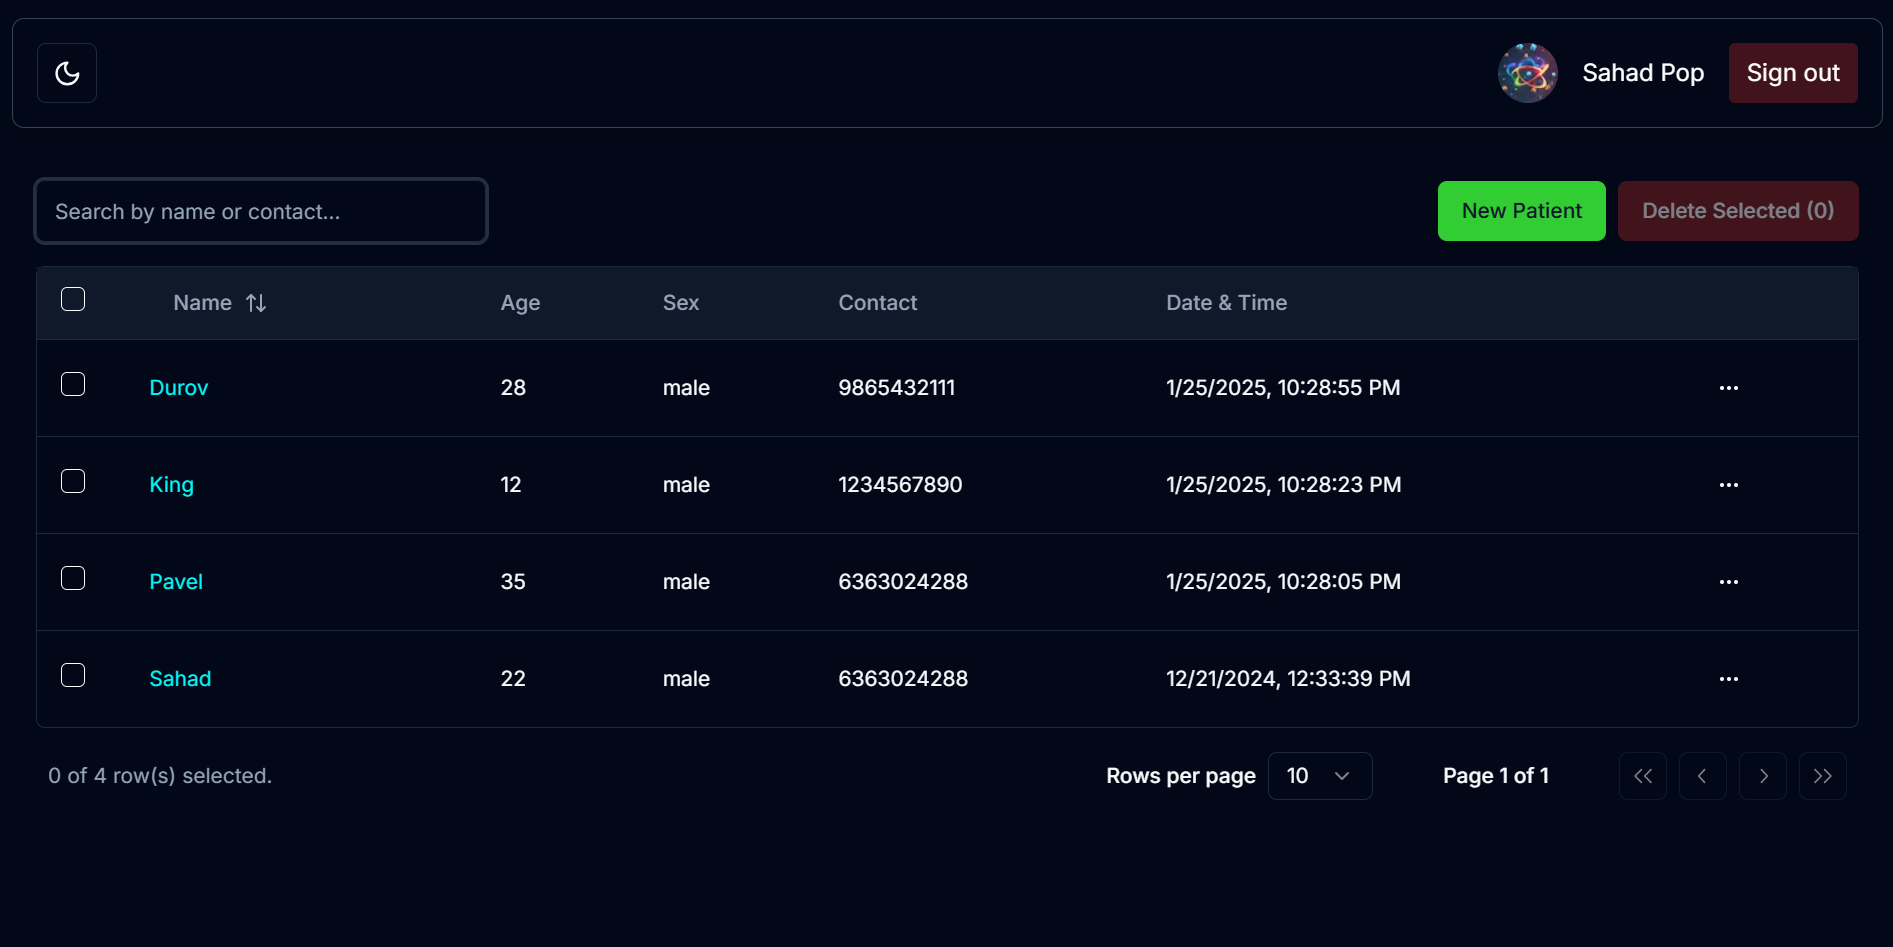 Sahad Pop Sign out
Search by name or contact... New Patient Delete Selected (0)
Name Age Sex Contact Date & Time
Durov 28 male 9865432111 1/25/2025, 10:28:55 PM ...
King 12 male 1234567890 1/25/2025, 10:28:23 PM ...
Pavel 35 male 6363024288 1/25/2025, 10:28:05 PM ...
Sahad 22 male 6363024288 12/21/2024, 12:33:39 PM ...
0 of 4 row(s) selected. Rows per page 10 Page 1 of 1